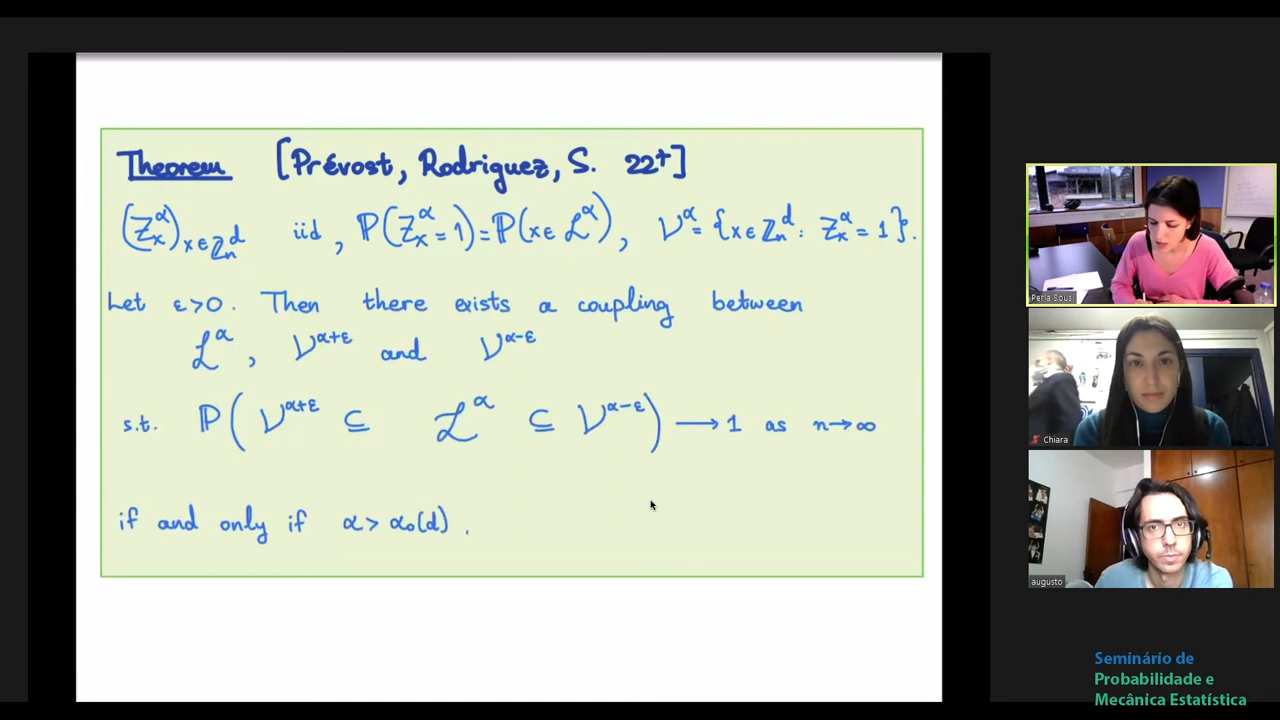 Theorem [Prévost, Rodriguez, S. 22⁺]
(Z_x^α)_{x∈ℤ_n^d} iid, ℙ(Z_x^α = 1) = ℙ(x∈ 𝓛^α), 𝒱^α = {x∈ℤ_n^d : Z_x^α = 1}.
Let ε>0. Then there exists a coupling between
𝓛^α, 𝒱^{α+ε} and 𝒱^{α-ε}
s.t. ℙ(𝒱^{α+ε} ⊆ 𝓛^α ⊆ 𝒱^{α-ε}) → 1 as n→∞
if and only if α > α₀(d).
Perla Sousi
Chiara
augusto
Seminário de
Probabilidade e
Mecânica Estatística